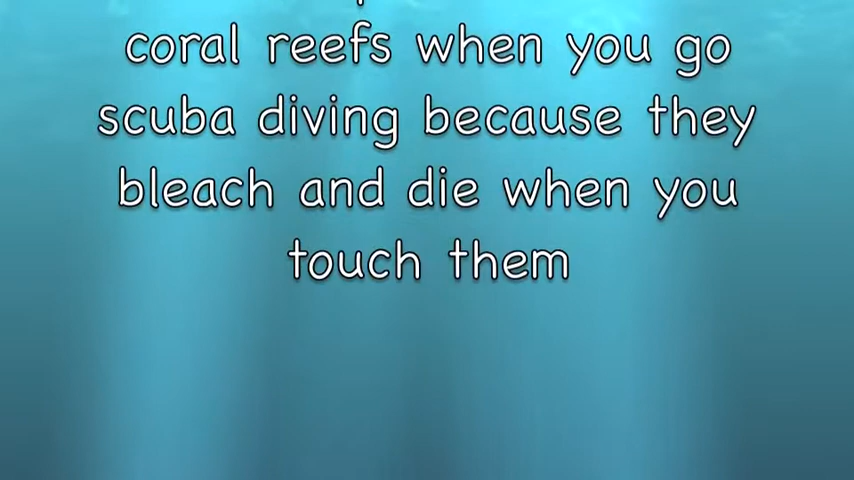 coral reefs when you go
scuba diving because they
bleach and die when you
touch them